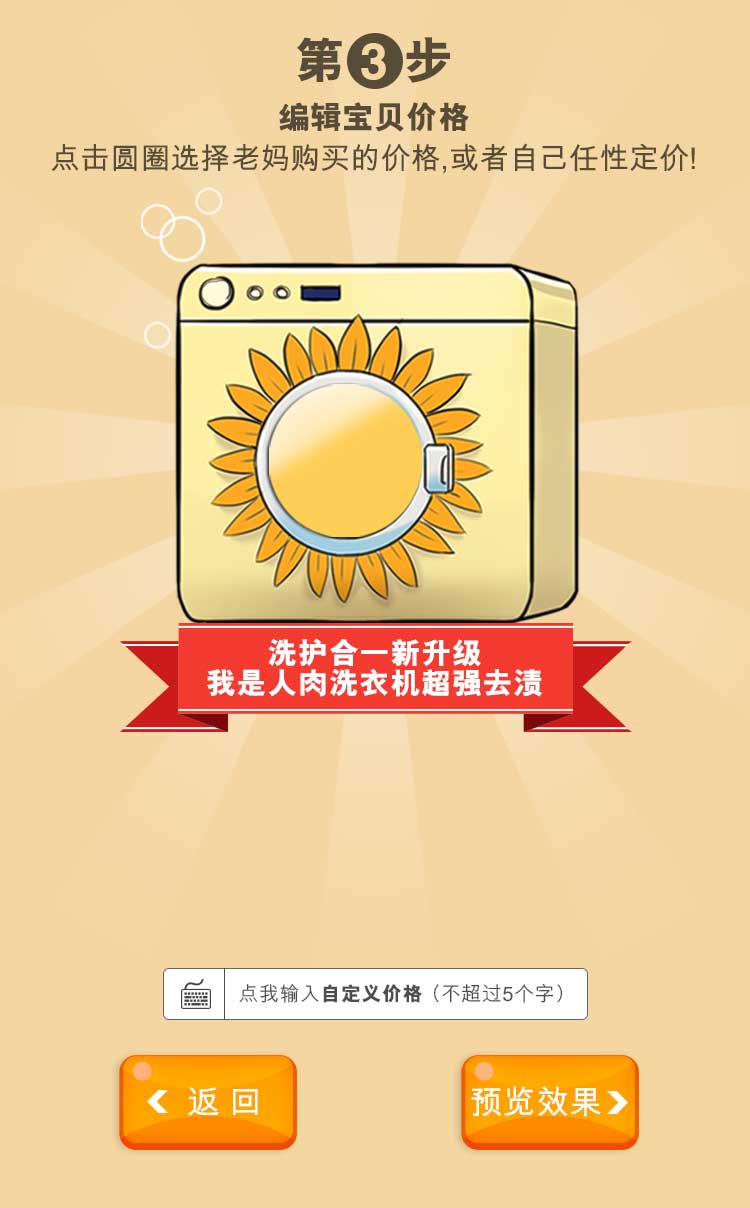 第3步
编辑宝贝价格
点击圆圈选择老妈购买的价格,或者自己任性定价!
洗护合一新升级
我是人肉洗衣机超强去渍
点我输入自定义价格（不超过5个字）
返回
预览效果